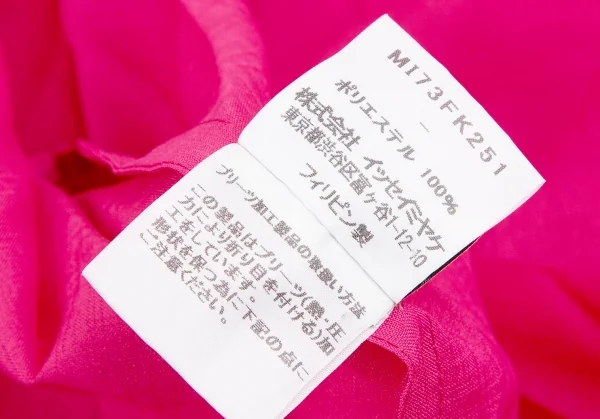 MI73FK251
ポリエステル 100%
株式会社 イッセイミヤケ
東京都渋谷区富ヶ谷1-12-10
フィリピン製
プリーツ加工製品の取扱い方法
この製品はプリーツ(熱・圧
力により折り目を付ける)加
工をしています。
形状を保つ為に下記の点に
ご注意ください。